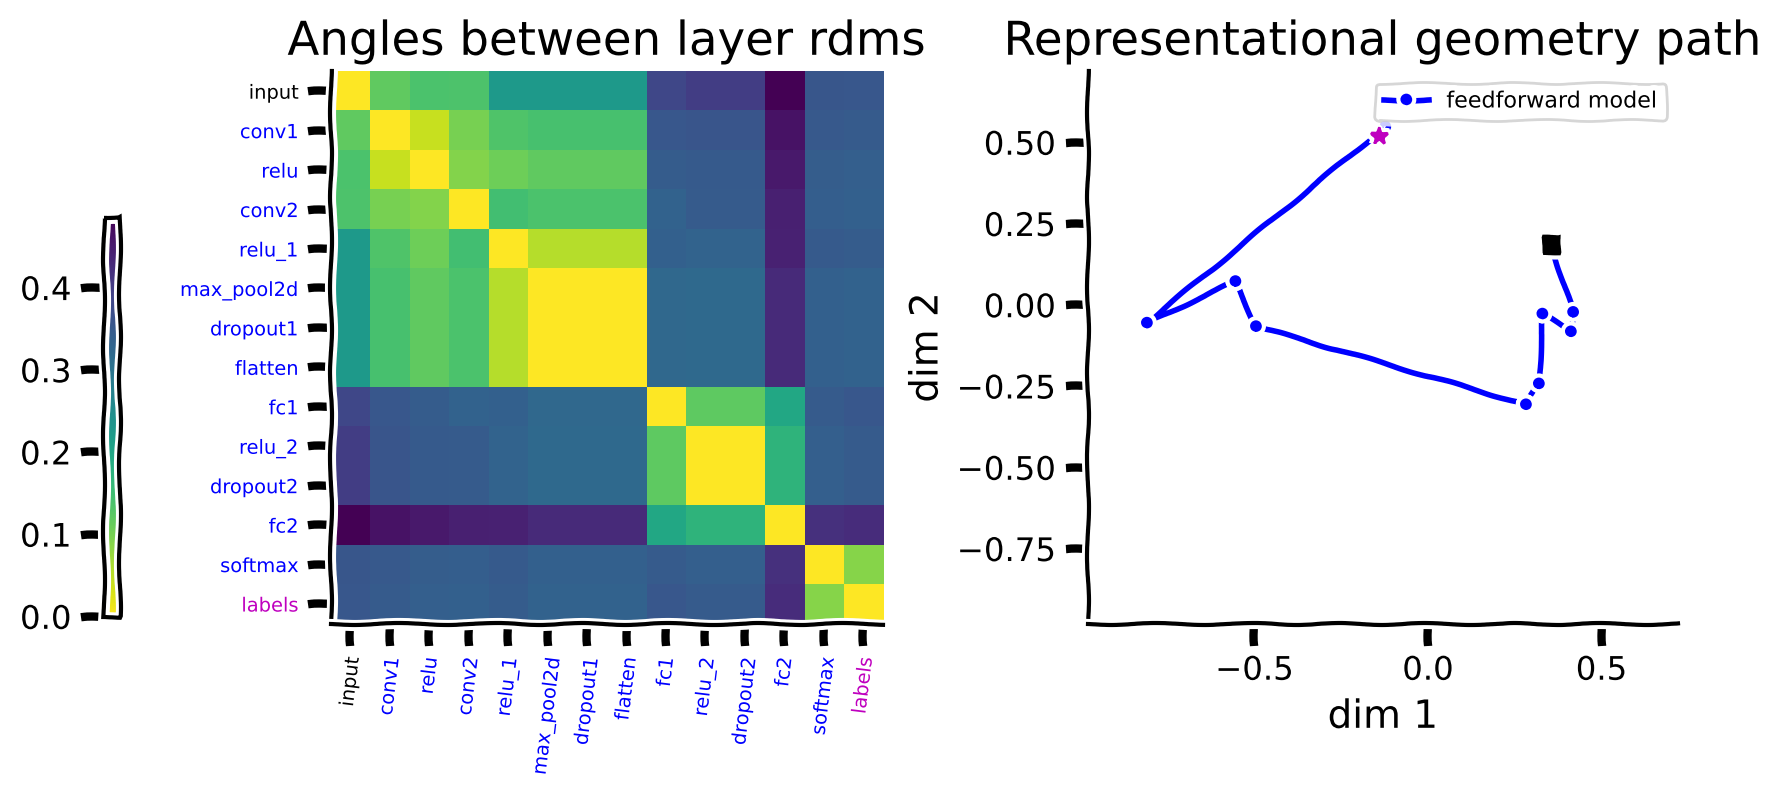 Angles between layer rdms
0.4
0.3
0.2
0.1
0.0
input
conv1
relu
conv2
relu_1
max_pool2d
dropout1
flatten
fc1
relu_2
dropout2
fc2
softmax
labels
input
conv1
relu
conv2
relu_1
max_pool2d
dropout1
flatten
fc1
relu_2
dropout2
fc2
softmax
labels
Representational geometry path
feedforward model
dim 2
0.50
0.25
0.00
−0.25
−0.50
−0.75
−0.5
0.0
0.5
dim 1